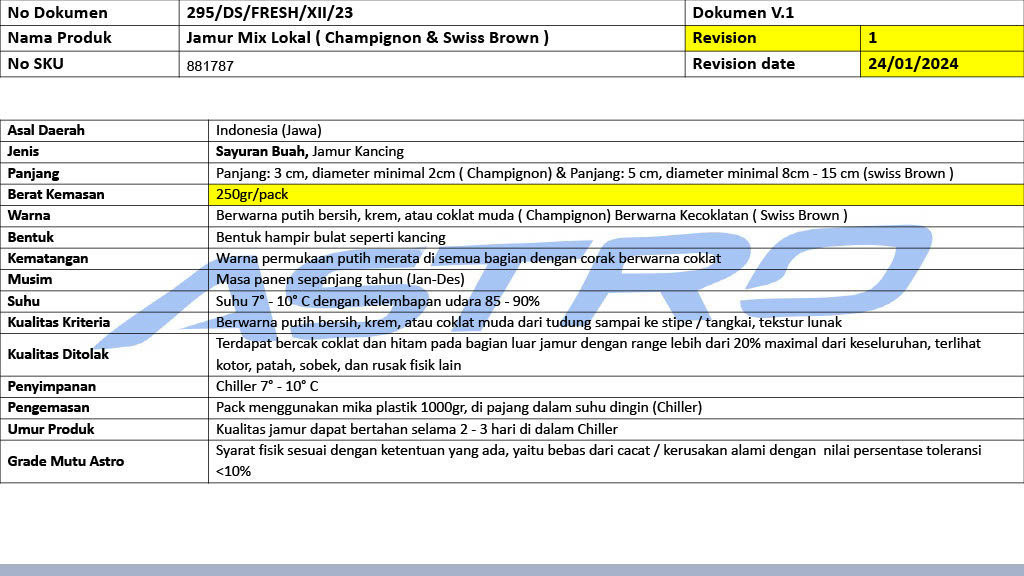 No Dokumen 295/DS/FRESH/XII/23 Dokumen V.1
Nama Produk Jamur Mix Lokal ( Champignon & Swiss Brown ) Revision 1
No SKU 881787 Revision date 24/01/2024
Asal Daerah Indonesia (Jawa)
Jenis Sayuran Buah, Jamur Kancing
Panjang Panjang: 3 cm, diameter minimal 2cm ( Champignon) & Panjang: 5 cm, diameter minimal 8cm - 15 cm (swiss Brown )
Berat Kemasan 250gr/pack
Warna Berwarna putih bersih, krem, atau coklat muda ( Champignon) Berwarna Kecoklatan ( Swiss Brown )
Bentuk Bentuk hampir bulat seperti kancing
Kematangan Warna permukaan putih merata di semua bagian dengan corak berwarna coklat
Musim Masa panen sepanjang tahun (Jan-Des)
Suhu Suhu 7° - 10° C dengan kelembapan udara 85 - 90%
Kualitas Kriteria Berwarna putih bersih, krem, atau coklat muda dari tudung sampai ke stipe / tangkai, tekstur lunak
Kualitas Ditolak Terdapat bercak coklat dan hitam pada bagian luar jamur dengan range lebih dari 20% maximal dari keseluruhan, terlihat
kotor, patah, sobek, dan rusak fisik lain
Penyimpanan Chiller 7° - 10° C
Pengemasan Pack menggunakan mika plastik 1000gr, di pajang dalam suhu dingin (Chiller)
Umur Produk Kualitas jamur dapat bertahan selama 2 - 3 hari di dalam Chiller
Grade Mutu Astro Syarat fisik sesuai dengan ketentuan yang ada, yaitu bebas dari cacat / kerusakan alami dengan nilai persentase toleransi
<10%
ASTRO